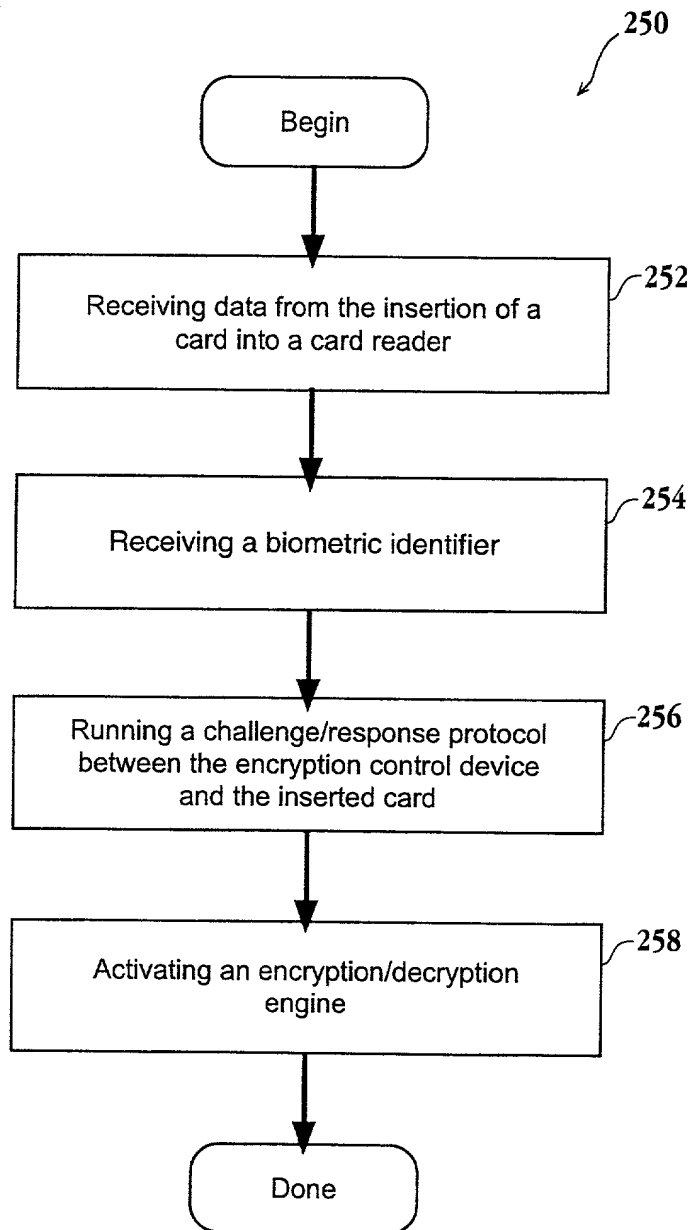 250
Begin
252
Receiving data from the insertion of a
card into a card reader
254
Receiving a biometric identifier
256
Running a challenge/response protocol
between the encryption control device
and the inserted card
258
Activating an encryption/decryption
engine
Done